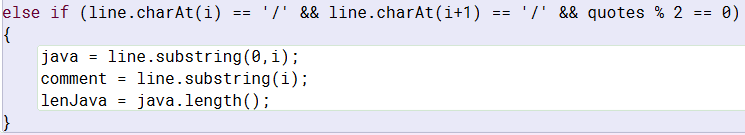 else if (line.charAt(i) == '/' && line.charAt(i+1) == '/' && quotes % 2 == 0)
{
java = line.substring(0,i);
comment = line.substring(i);
lenJava = java.length();
}